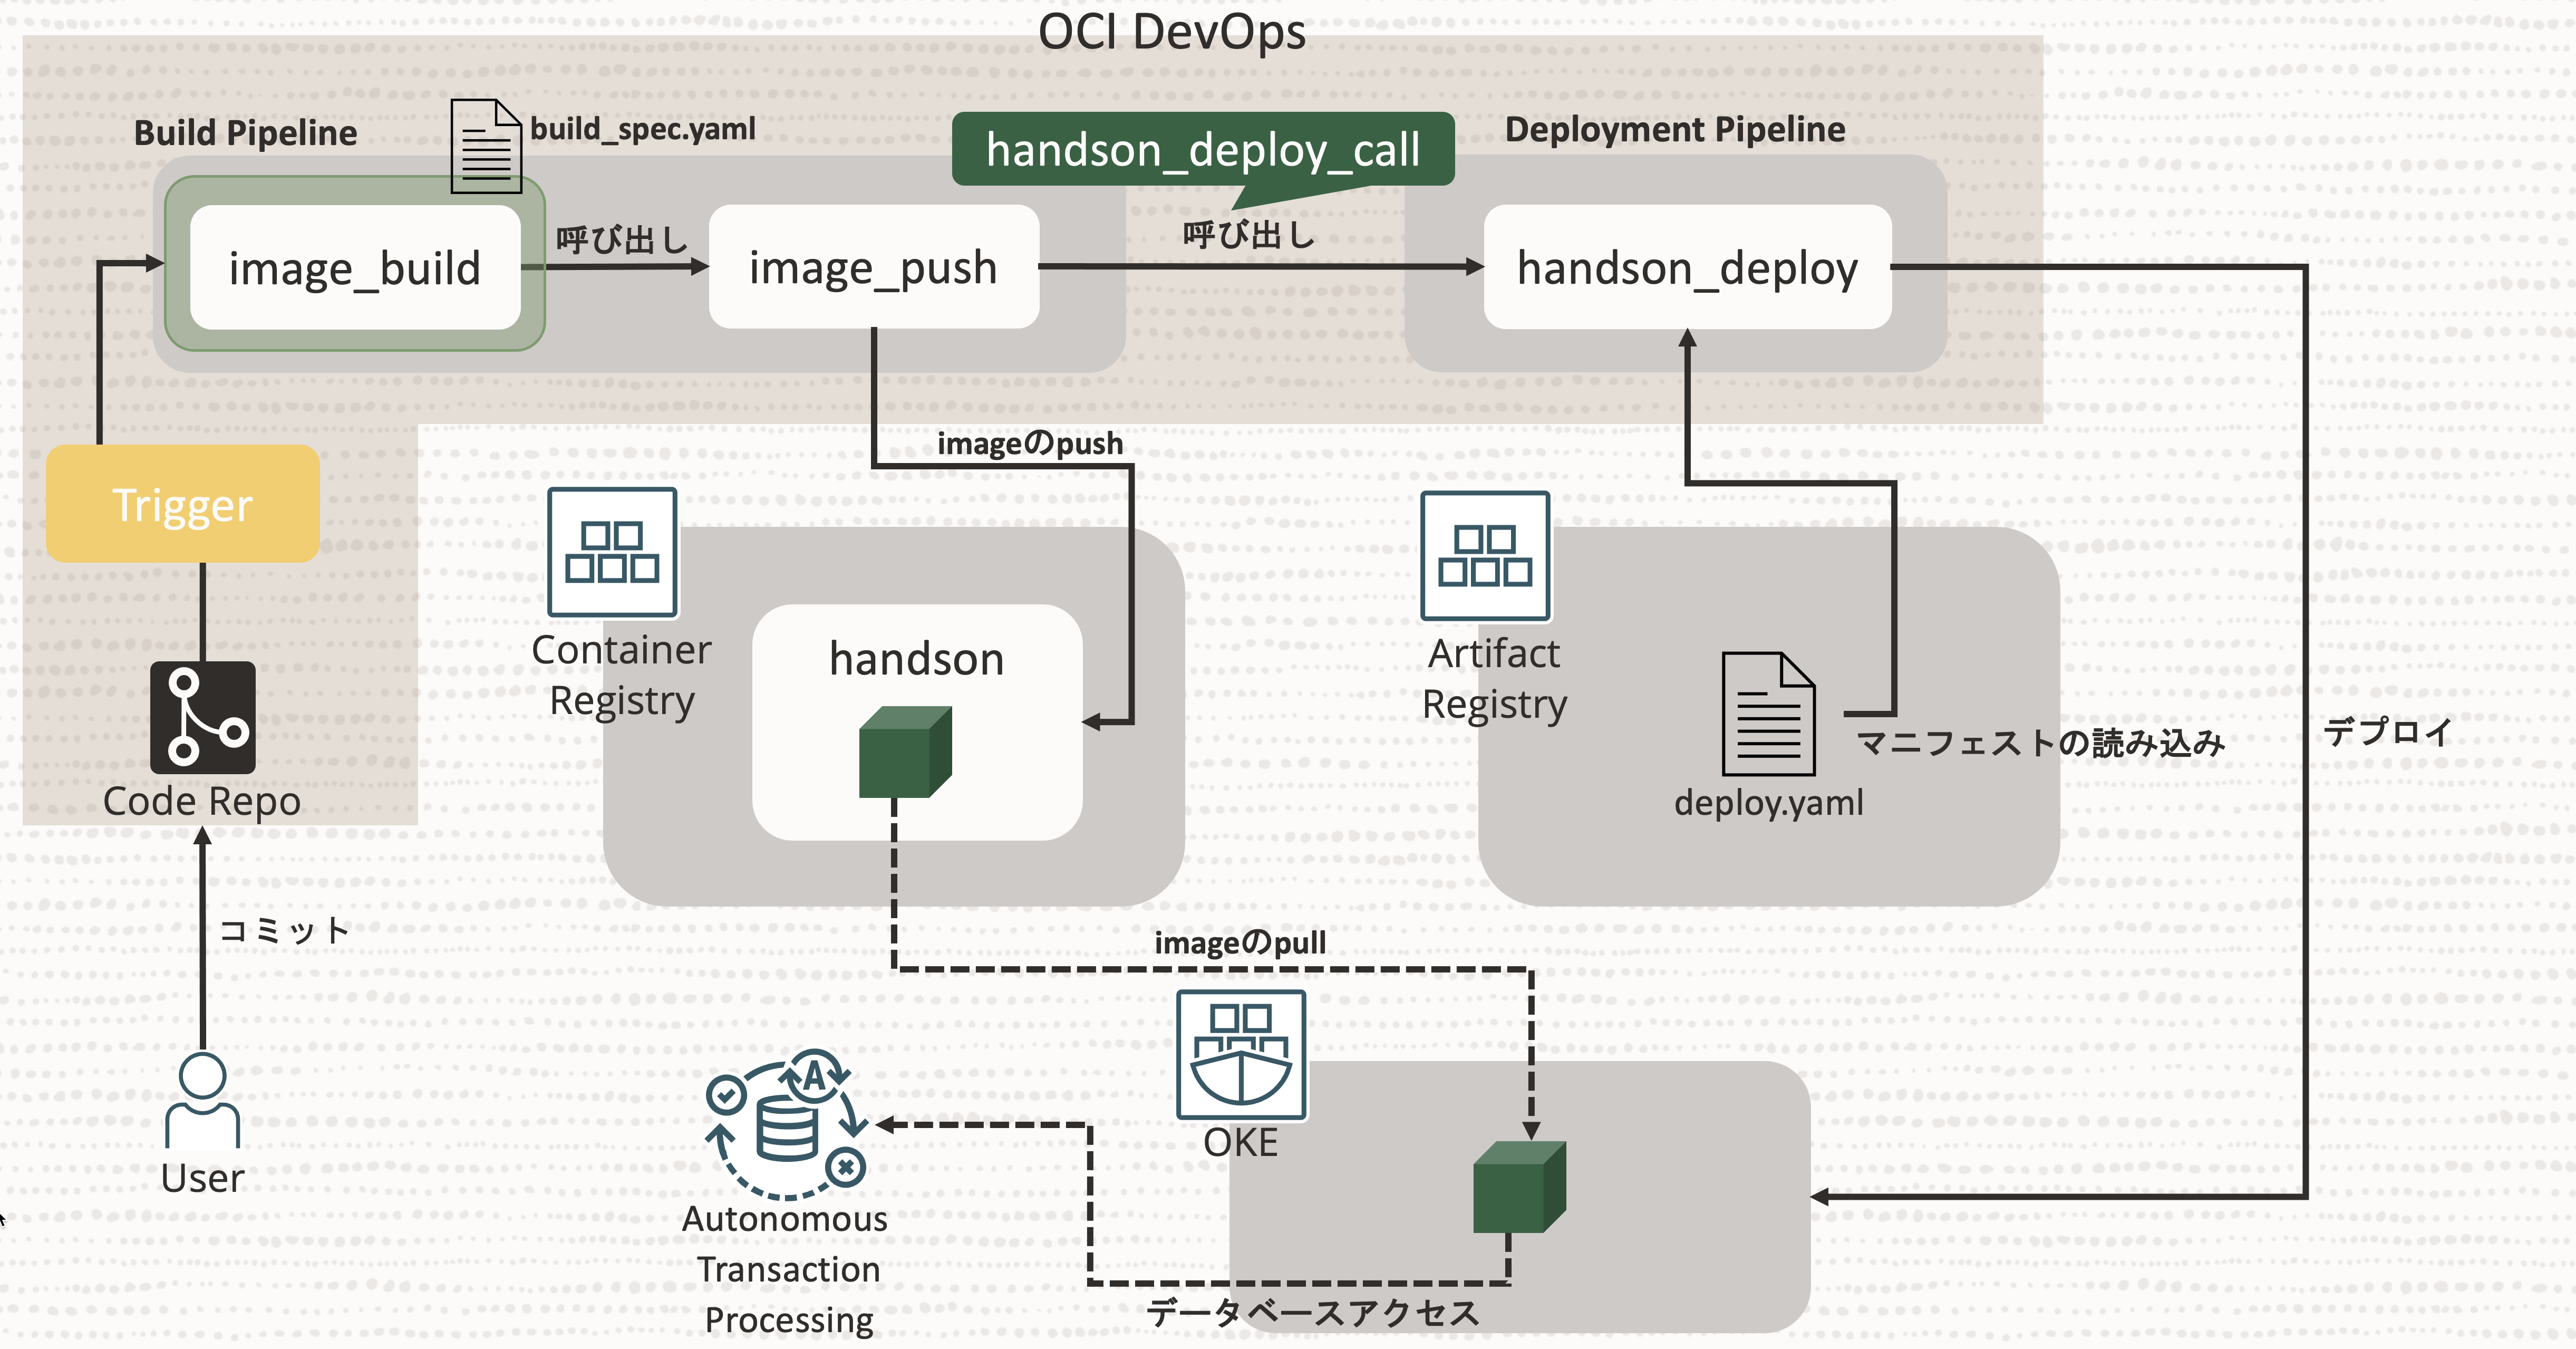 OCI DevOps
Build Pipeline
build_spec.yaml
handson_deploy_call
Deployment Pipeline
image_build
呼び出し
image_push
呼び出し
handson_deploy
imageのpush
Trigger
Container
Registry
handson
Artifact
Registry
deploy.yaml
マニフェストの読み込み
デプロイ
Code Repo
コミット
imageのpull
User
OKE
A
Autonomous
Transaction
Processing
データベースアクセス